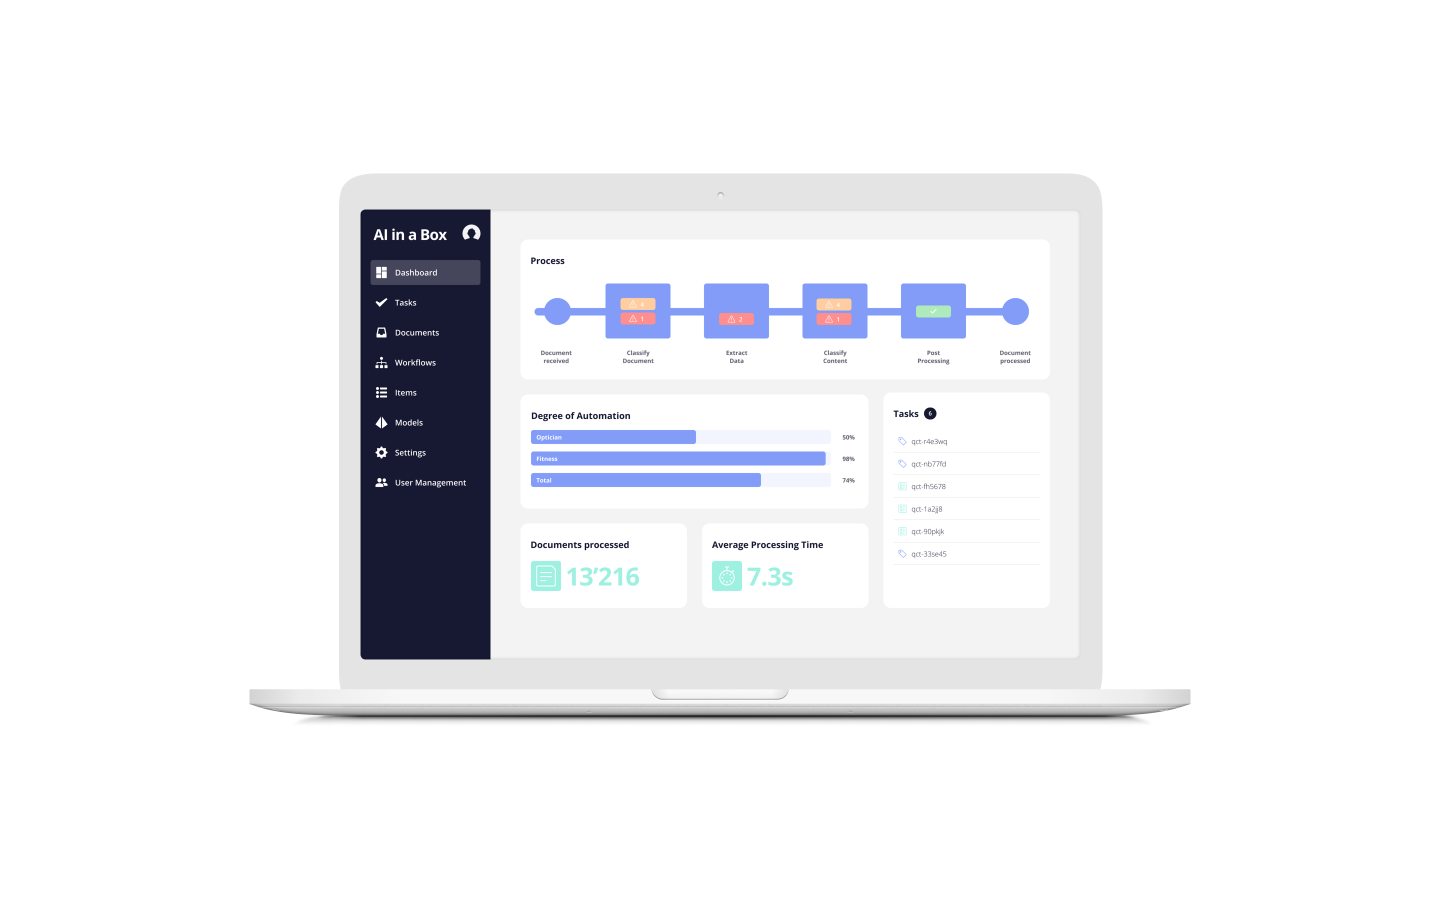 AI in a Box
Dashboard
Tasks
Documents
Workflows
Items
Models
Settings
User Management
Process
4
1
2
4
1
Document
received
Classify
Document
Extract
Data
Classify
Content
Post
Processing
Document
processed
Degree of Automation
Optician 50%
Fitness 98%
Total 74%
Documents processed
13’216
Average Processing Time
7.3s
Tasks 6
qct-r4e3wq
qct-nb77fd
qct-fh5678
qct-1a2jj8
qct-90pkjk
qct-33se45